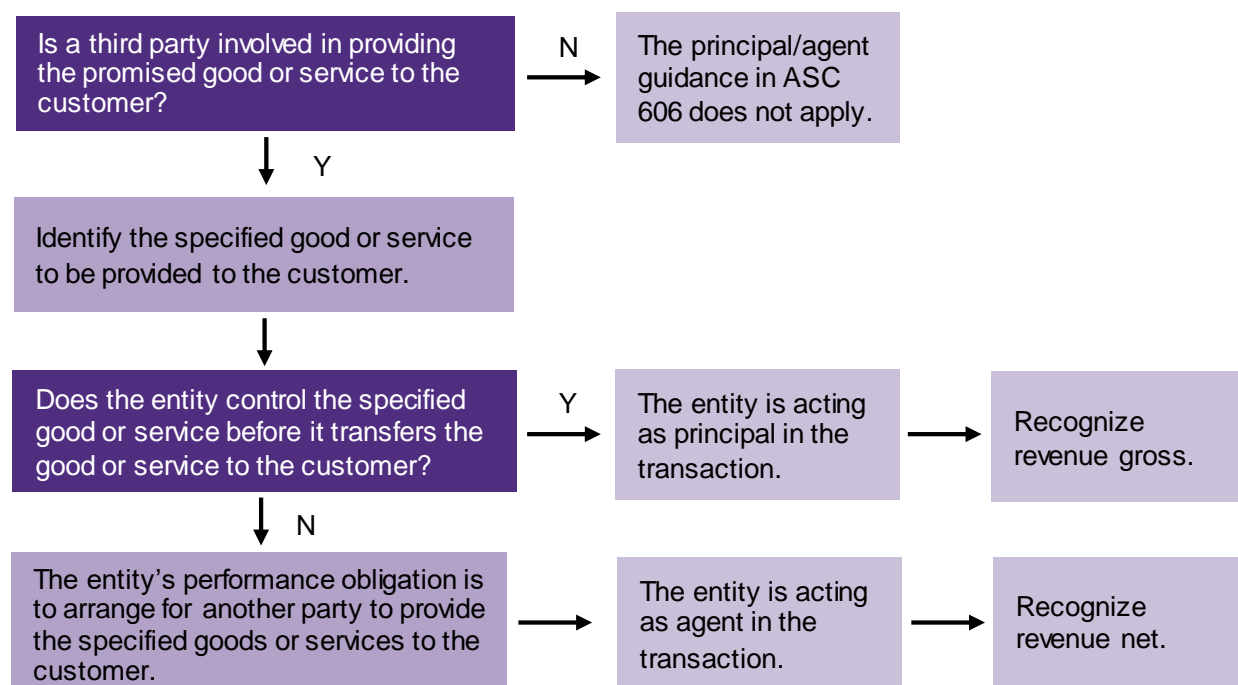 Is a third party involved in providing
the promised good or service to the
customer?
N
The principal/agent
guidance in ASC
606 does not apply.
Y
Identify the specified good or service
to be provided to the customer.
Does the entity control the specified
good or service before it transfers the
good or service to the customer?
Y
The entity is acting
as principal in the
transaction.
Recognize
revenue gross.
N
The entity’s performance obligation is
to arrange for another party to provide
the specified goods or services to the
customer.
The entity is acting
as agent in the
transaction.
Recognize
revenue net.